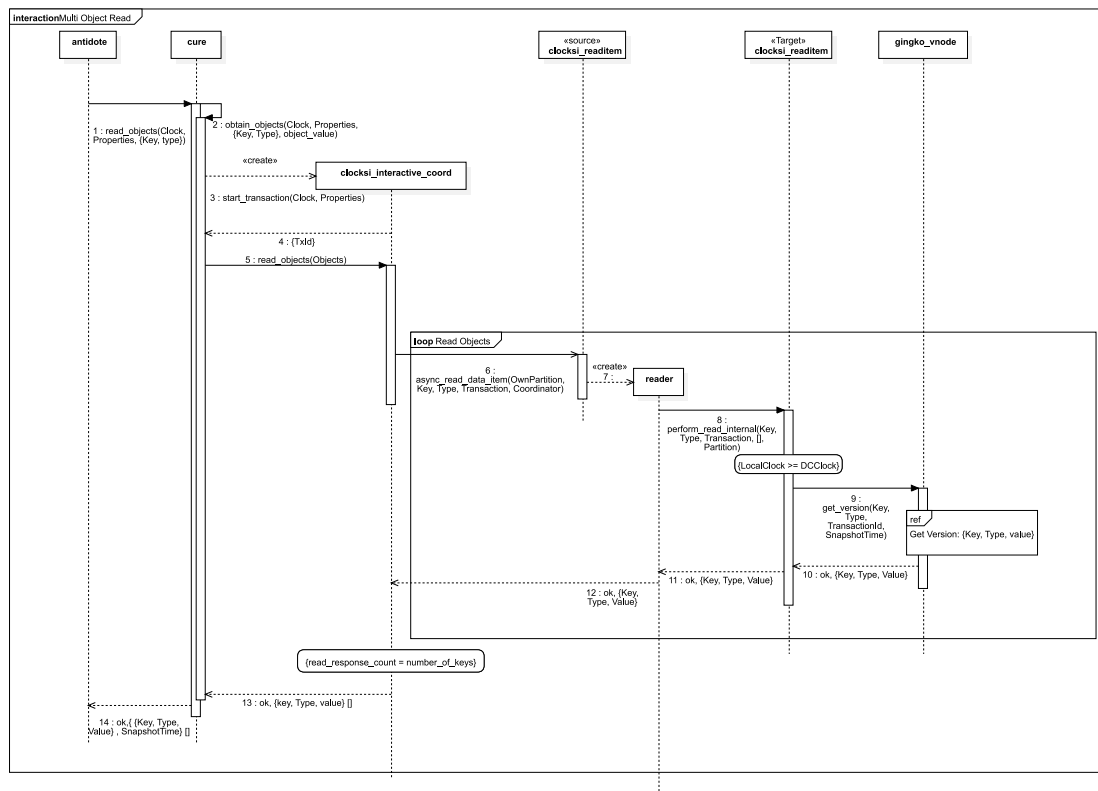 interactionMulti Object Read
antidote
cure
«source»
clocksi_readitem
«Target»
clocksi_readitem
gingko_vnode
1 : read_objects(Clock,
Properties, {Key, type})
2 : obtain_objects(Clock, Properties,
{Key, Type}, object_value)
«create»
clocksi_interactive_coord
3 : start_transaction(Clock, Properties)
4 : {TxId}
5 : read_objects(Objects)
loop Read Objects
6 :
async_read_data_item(OwnPartition,
Key, Type, Transaction, Coordinator)
«create»
7 :
reader
8 :
perform_read_internal(Key,
Type, Transaction, [],
Partition)
{LocalClock >= DCClock}
9 :
get_version(Key,
Type,
TransactionId,
SnapshotTime)
ref
Get Version: {Key, Type, value}
10 : ok, {Key, Type, Value}
11 : ok, {Key, Type, Value}
12 : ok, {Key,
Type, Value}
{read_response_count = number_of_keys}
13 : ok, {key, Type, value} []
14 : ok,{ {Key, Type,
Value} , SnapshotTime} []